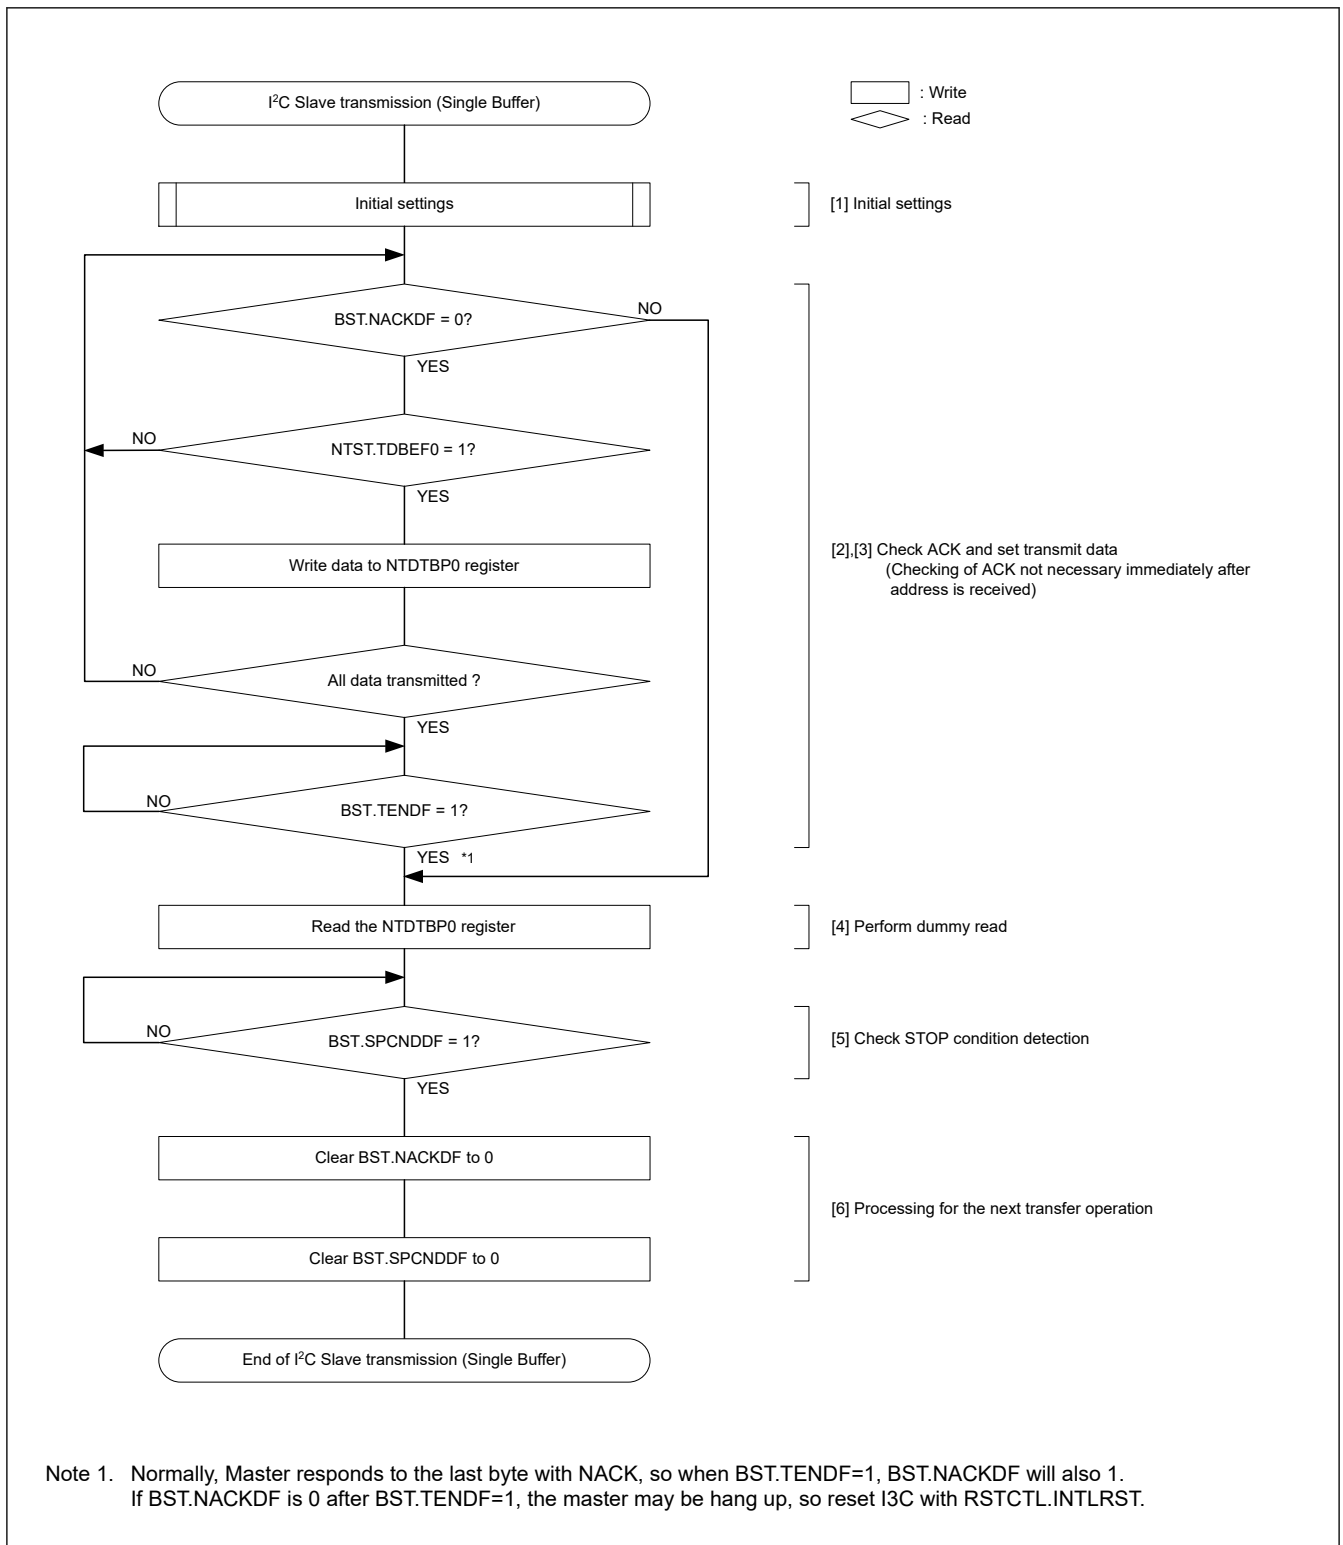 I²C Slave transmission (Single Buffer)
: Write
: Read
Initial settings
[1] Initial settings
BST.NACKDF = 0?
NO
YES
NTST.TDBEF0 = 1?
NO
YES
Write data to NTDTBP0 register
[2],[3] Check ACK and set transmit data
(Checking of ACK not necessary immediately after
address is received)
All data transmitted ?
NO
YES
BST.TENDF = 1?
NO
YES *1
Read the NTDTBP0 register
[4] Perform dummy read
BST.SPCNDDF = 1?
NO
YES
[5] Check STOP condition detection
Clear BST.NACKDF to 0
[6] Processing for the next transfer operation
Clear BST.SPCNDDF to 0
End of I²C Slave transmission (Single Buffer)
Note 1. Normally, Master responds to the last byte with NACK, so when BST.TENDF=1, BST.NACKDF will also 1.
If BST.NACKDF is 0 after BST.TENDF=1, the master may be hang up, so reset I3C with RSTCTL.INTLRST.